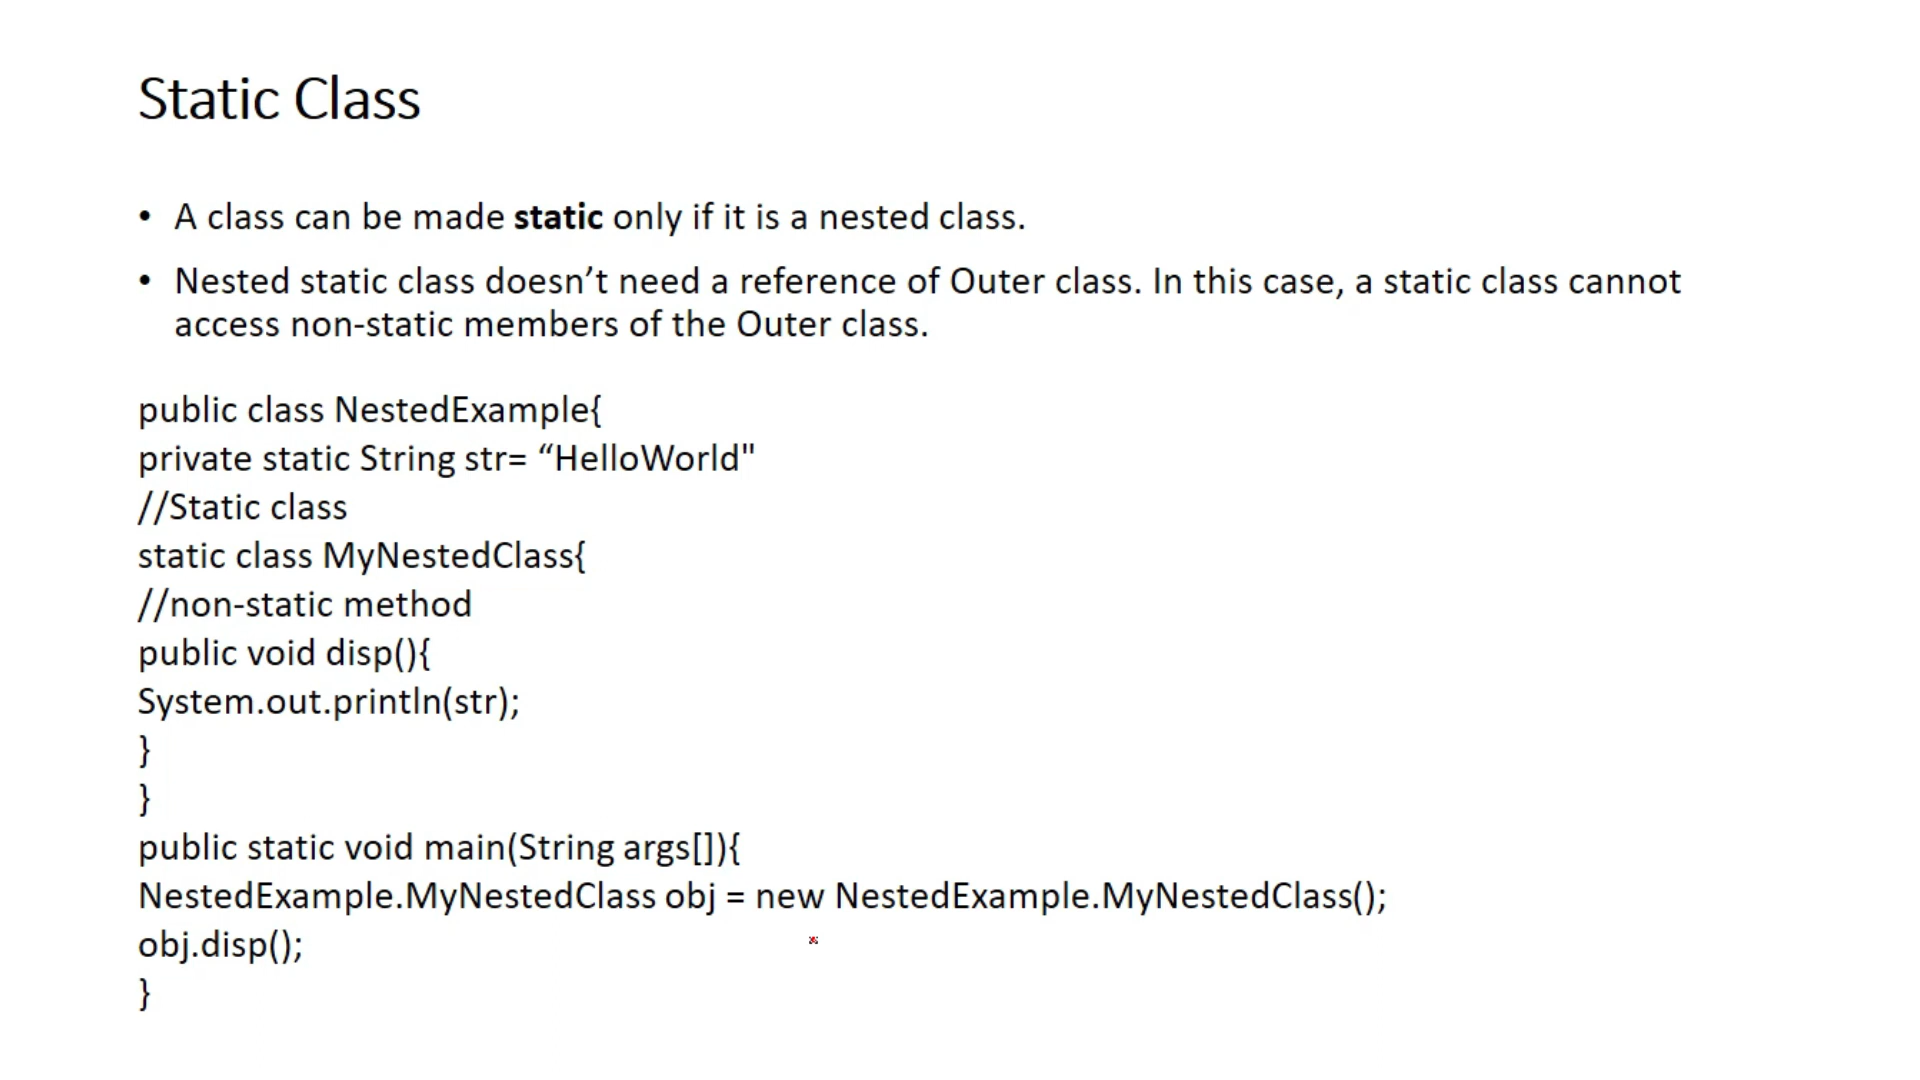 Static Class
• A class can be made static only if it is a nested class.
• Nested static class doesn’t need a reference of Outer class. In this case, a static class cannot
access non-static members of the Outer class.
public class NestedExample{
private static String str= “HelloWorld"
//Static class
static class MyNestedClass{
//non-static method
public void disp(){
System.out.println(str);
}
}
public static void main(String args[]){
NestedExample.MyNestedClass obj = new NestedExample.MyNestedClass();
obj.disp();
}